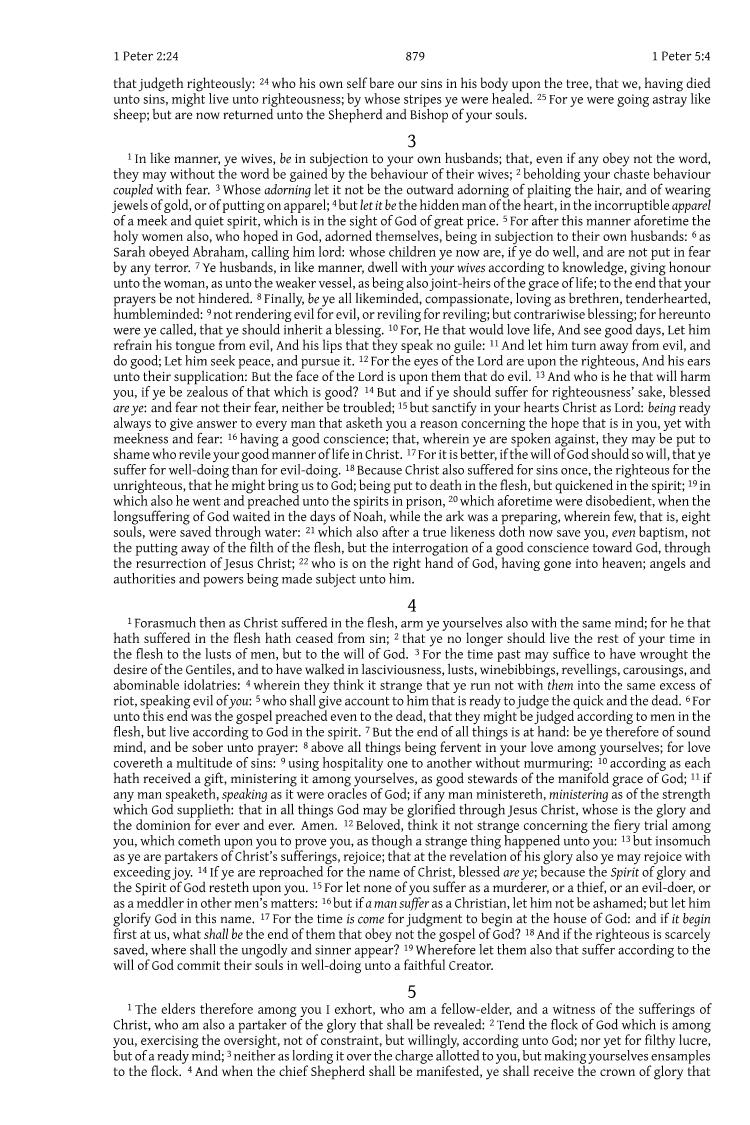 1 Peter 2:24 879 1 Peter 5:4
that judgeth righteously: 24 who his own self bare our sins in his body upon the tree, that we, having died
unto sins, might live unto righteousness; by whose stripes ye were healed. 25 For ye were going astray like
sheep; but are now returned unto the Shepherd and Bishop of your souls.
3
1 In like manner, ye wives, be in subjection to your own husbands; that, even if any obey not the word,
they may without the word be gained by the behaviour of their wives; 2 beholding your chaste behaviour
coupled with fear. 3 Whose adorning let it not be the outward adorning of plaiting the hair, and of wearing
jewels of gold, or of putting on apparel; 4 but let it be the hidden man of the heart, in the incorruptible apparel
of a meek and quiet spirit, which is in the sight of God of great price. 5 For after this manner aforetime the
holy women also, who hoped in God, adorned themselves, being in subjection to their own husbands: 6 as
Sarah obeyed Abraham, calling him lord: whose children ye now are, if ye do well, and are not put in fear
by any terror. 7 Ye husbands, in like manner, dwell with your wives according to knowledge, giving honour
unto the woman, as unto the weaker vessel, as being also joint-heirs of the grace of life; to the end that your
prayers be not hindered. 8 Finally, be ye all likeminded, compassionate, loving as brethren, tenderhearted,
humbleminded: 9 not rendering evil for evil, or reviling for reviling; but contrariwise blessing; for hereunto
were ye called, that ye should inherit a blessing. 10 For, He that would love life, And see good days, Let him
refrain his tongue from evil, And his lips that they speak no guile: 11 And let him turn away from evil, and
do good; Let him seek peace, and pursue it. 12 For the eyes of the Lord are upon the righteous, And his ears
unto their supplication: But the face of the Lord is upon them that do evil. 13 And who is he that will harm
you, if ye be zealous of that which is good? 14 But and if ye should suffer for righteousness' sake, blessed
are ye: and fear not their fear, neither be troubled; 15 but sanctify in your hearts Christ as Lord: being ready
always to give answer to every man that asketh you a reason concerning the hope that is in you, yet with
meekness and fear: 16 having a good conscience; that, wherein ye are spoken against, they may be put to
shame who revile your good manner of life in Christ. 17 For it is better, if the will of God should so will, that ye
suffer for well-doing than for evil-doing. 18 Because Christ also suffered for sins once, the righteous for the
unrighteous, that he might bring us to God; being put to death in the flesh, but quickened in the spirit; 19 in
which also he went and preached unto the spirits in prison, 20 which aforetime were disobedient, when the
longsuffering of God waited in the days of Noah, while the ark was a preparing, wherein few, that is, eight
souls, were saved through water: 21 which also after a true likeness doth now save you, even baptism, not
the putting away of the filth of the flesh, but the interrogation of a good conscience toward God, through
the resurrection of Jesus Christ; 22 who is on the right hand of God, having gone into heaven; angels and
authorities and powers being made subject unto him.
4
1 Forasmuch then as Christ suffered in the flesh, arm ye yourselves also with the same mind; for he that
hath suffered in the flesh hath ceased from sin; 2 that ye no longer should live the rest of your time in
the flesh to the lusts of men, but to the will of God. 3 For the time past may suffice to have wrought the
desire of the Gentiles, and to have walked in lasciviousness, lusts, winebibbings, revellings, carousings, and
abominable idolatries: 4 wherein they think it strange that ye run not with them into the same excess of
riot, speaking evil of you: 5 who shall give account to him that is ready to judge the quick and the dead. 6 For
unto this end was the gospel preached even to the dead, that they might be judged according to men in the
flesh, but live according to God in the spirit. 7 But the end of all things is at hand: be ye therefore of sound
mind, and be sober unto prayer: 8 above all things being fervent in your love among yourselves; for love
covereth a multitude of sins: 9 using hospitality one to another without murmuring: 10 according as each
hath received a gift, ministering it among yourselves, as good stewards of the manifold grace of God; 11 if
any man speaketh, speaking as it were oracles of God; if any man ministereth, ministering as of the strength
which God supplieth: that in all things God may be glorified through Jesus Christ, whose is the glory and
the dominion for ever and ever. Amen. 12 Beloved, think it not strange concerning the fiery trial among
you, which cometh upon you to prove you, as though a strange thing happened unto you: 13 but insomuch
as ye are partakers of Christ's sufferings, rejoice; that at the revelation of his glory also ye may rejoice with
exceeding joy. 14 If ye are reproached for the name of Christ, blessed are ye; because the Spirit of glory and
the Spirit of God resteth upon you. 15 For let none of you suffer as a murderer, or a thief, or an evil-doer, or
as a meddler in other men's matters: 16 but if a man suffer as a Christian, let him not be ashamed; but let him
glorify God in this name. 17 For the time is come for judgment to begin at the house of God: and if it begin
first at us, what shall be the end of them that obey not the gospel of God? 18 And if the righteous is scarcely
saved, where shall the ungodly and sinner appear? 19 Wherefore let them also that suffer according to the
will of God commit their souls in well-doing unto a faithful Creator.
5
1 The elders therefore among you I exhort, who am a fellow-elder, and a witness of the sufferings of
Christ, who am also a partaker of the glory that shall be revealed: 2 Tend the flock of God which is among
you, exercising the oversight, not of constraint, but willingly, according unto God; nor yet for filthy lucre,
but of a ready mind; 3 neither as lording it over the charge allotted to you, but making yourselves ensamples
to the flock. 4 And when the chief Shepherd shall be manifested, ye shall receive the crown of glory that